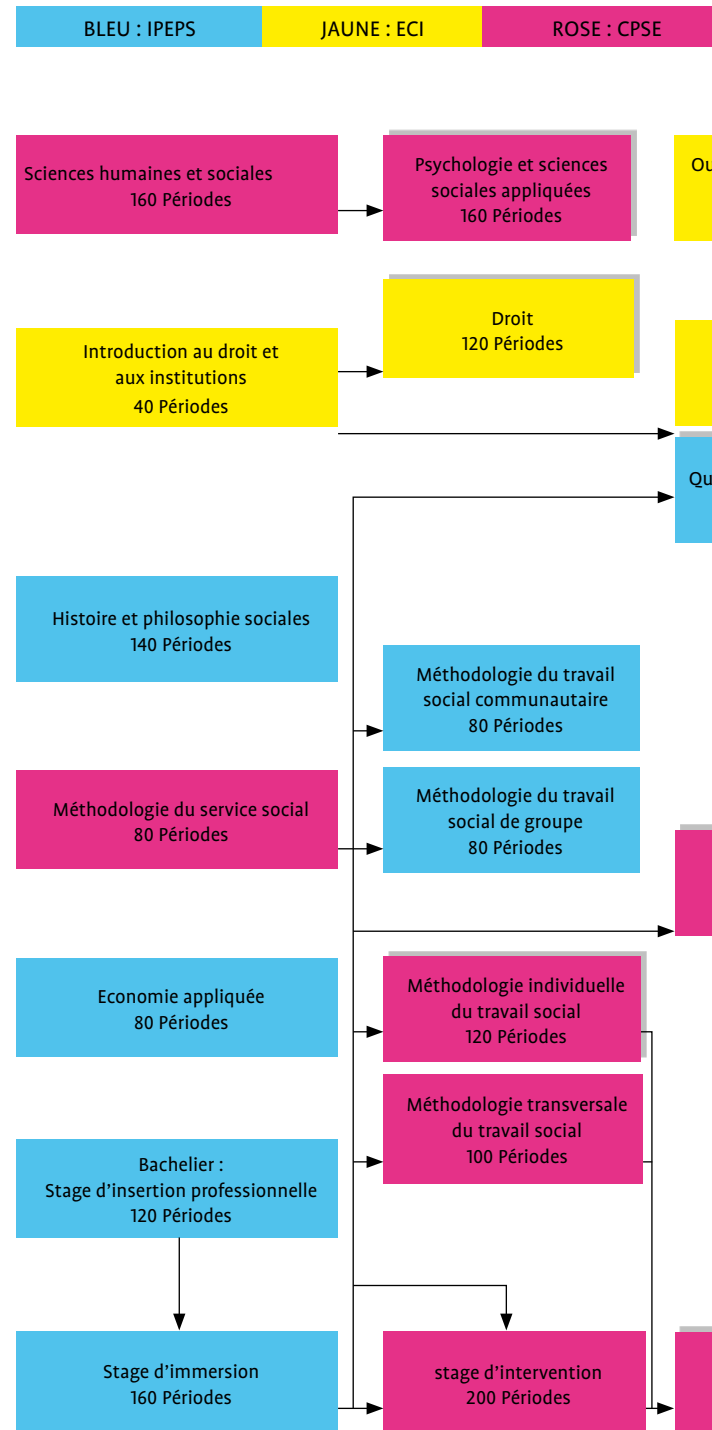 BLEU : IPEPS
JAUNE : ECI
ROSE : CPSE
Sciences humaines et sociales
160 Périodes
Psychologie et sciences
sociales appliquées
160 Périodes
Ou
Introduction au droit et
aux institutions
40 Périodes
Droit
120 Périodes
Qu
Histoire et philosophie sociales
140 Périodes
Méthodologie du travail
social communautaire
80 Périodes
Méthodologie du service social
80 Périodes
Méthodologie du travail
social de groupe
80 Périodes
Economie appliquée
80 Périodes
Méthodologie individuelle
du travail social
120 Périodes
Méthodologie transversale
du travail social
100 Périodes
Bachelier :
Stage d’insertion professionnelle
120 Périodes
Stage d’immersion
160 Périodes
stage d’intervention
200 Périodes